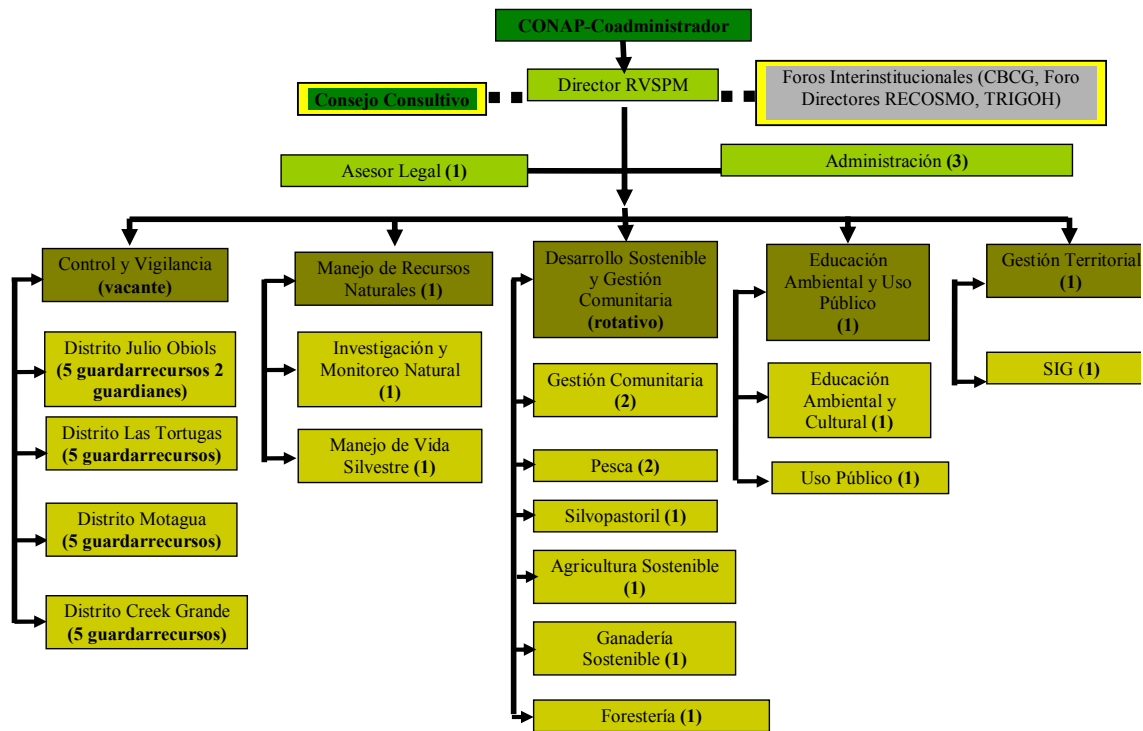 CONAP-Coadministrador
Director RVSPM
Consejo Consultivo
Foros Interinstitucionales (CBCG, Foro
Directores RECOSMO, TRIGOH)
Asesor Legal (1)
Administración (3)
Control y Vigilancia
(vacante)
Distrito Julio Obiols
(5 guardarrecursos 2
guardianes)
Distrito Las Tortugas
(5 guardarrecursos)
Distrito Motagua
(5 guardarrecursos)
Distrito Creek Grande
(5 guardarrecursos)
Manejo de Recursos
Naturales (1)
Investigación y
Monitoreo Natural
(1)
Manejo de Vida
Silvestre (1)
Desarrollo Sostenible
y Gestión
Comunitaria
(rotativo)
Gestión Comunitaria
(2)
Pesca (2)
Silvopastoril (1)
Agricultura Sostenible
(1)
Ganadería
Sostenible (1)
Forestería (1)
Educación
Ambiental y Uso
Público
(1)
Educación
Ambiental y
Cultural (1)
Uso Público (1)
Gestión Territorial
(1)
SIG (1)